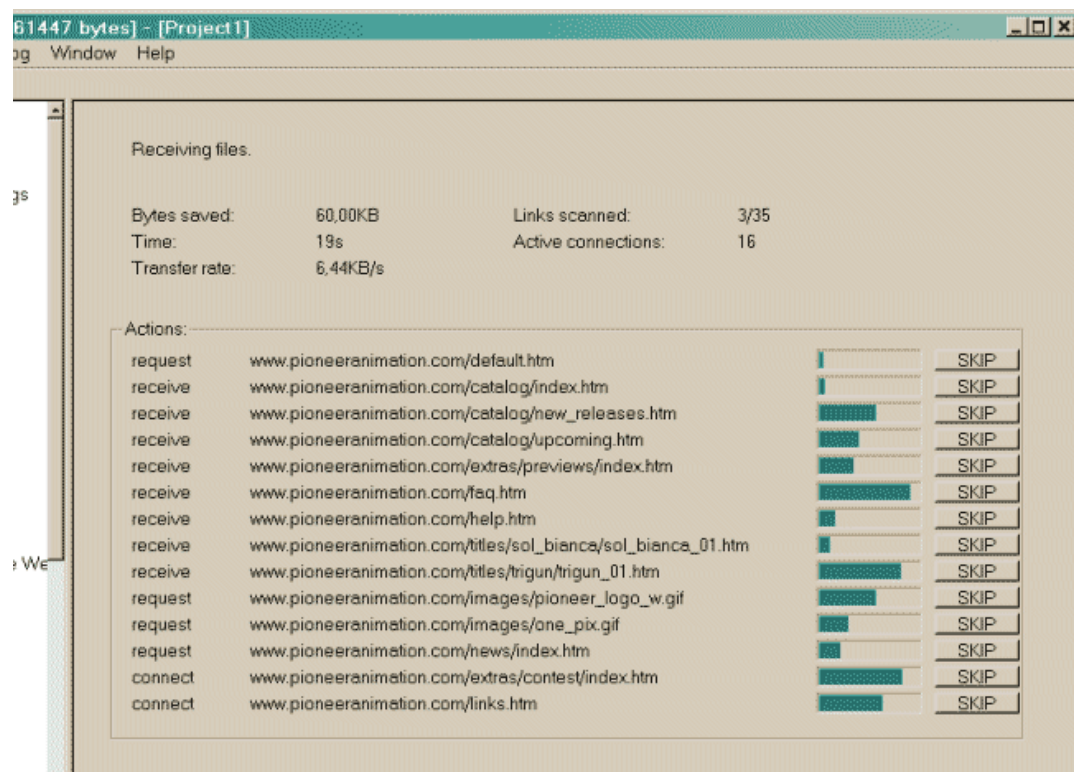 61447 bytes] - [Project1]
og Window Help
Receiving files.
gs
Bytes saved: 60,00KB Links scanned: 3/35
Time: 19s Active connections: 16
Transfer rate: 6,44KB/s
Actions:
request www.pioneeranimation.com/default.htm SKIP
receive www.pioneeranimation.com/catalog/index.htm SKIP
receive www.pioneeranimation.com/catalog/new_releases.htm SKIP
receive www.pioneeranimation.com/catalog/upcoming.htm SKIP
receive www.pioneeranimation.com/extras/previews/index.htm SKIP
receive www.pioneeranimation.com/faq.htm SKIP
receive www.pioneeranimation.com/help.htm SKIP
receive www.pioneeranimation.com/titles/sol_bianca/sol_bianca_01.htm SKIP
e We
receive www.pioneeranimation.com/titles/trigun/trigun_01.htm SKIP
request www.pioneeranimation.com/images/pioneer_logo_w.gif SKIP
request www.pioneeranimation.com/images/one_pix.gif SKIP
request www.pioneeranimation.com/news/index.htm SKIP
connect www.pioneeranimation.com/extras/contest/index.htm SKIP
connect www.pioneeranimation.com/links.htm SKIP